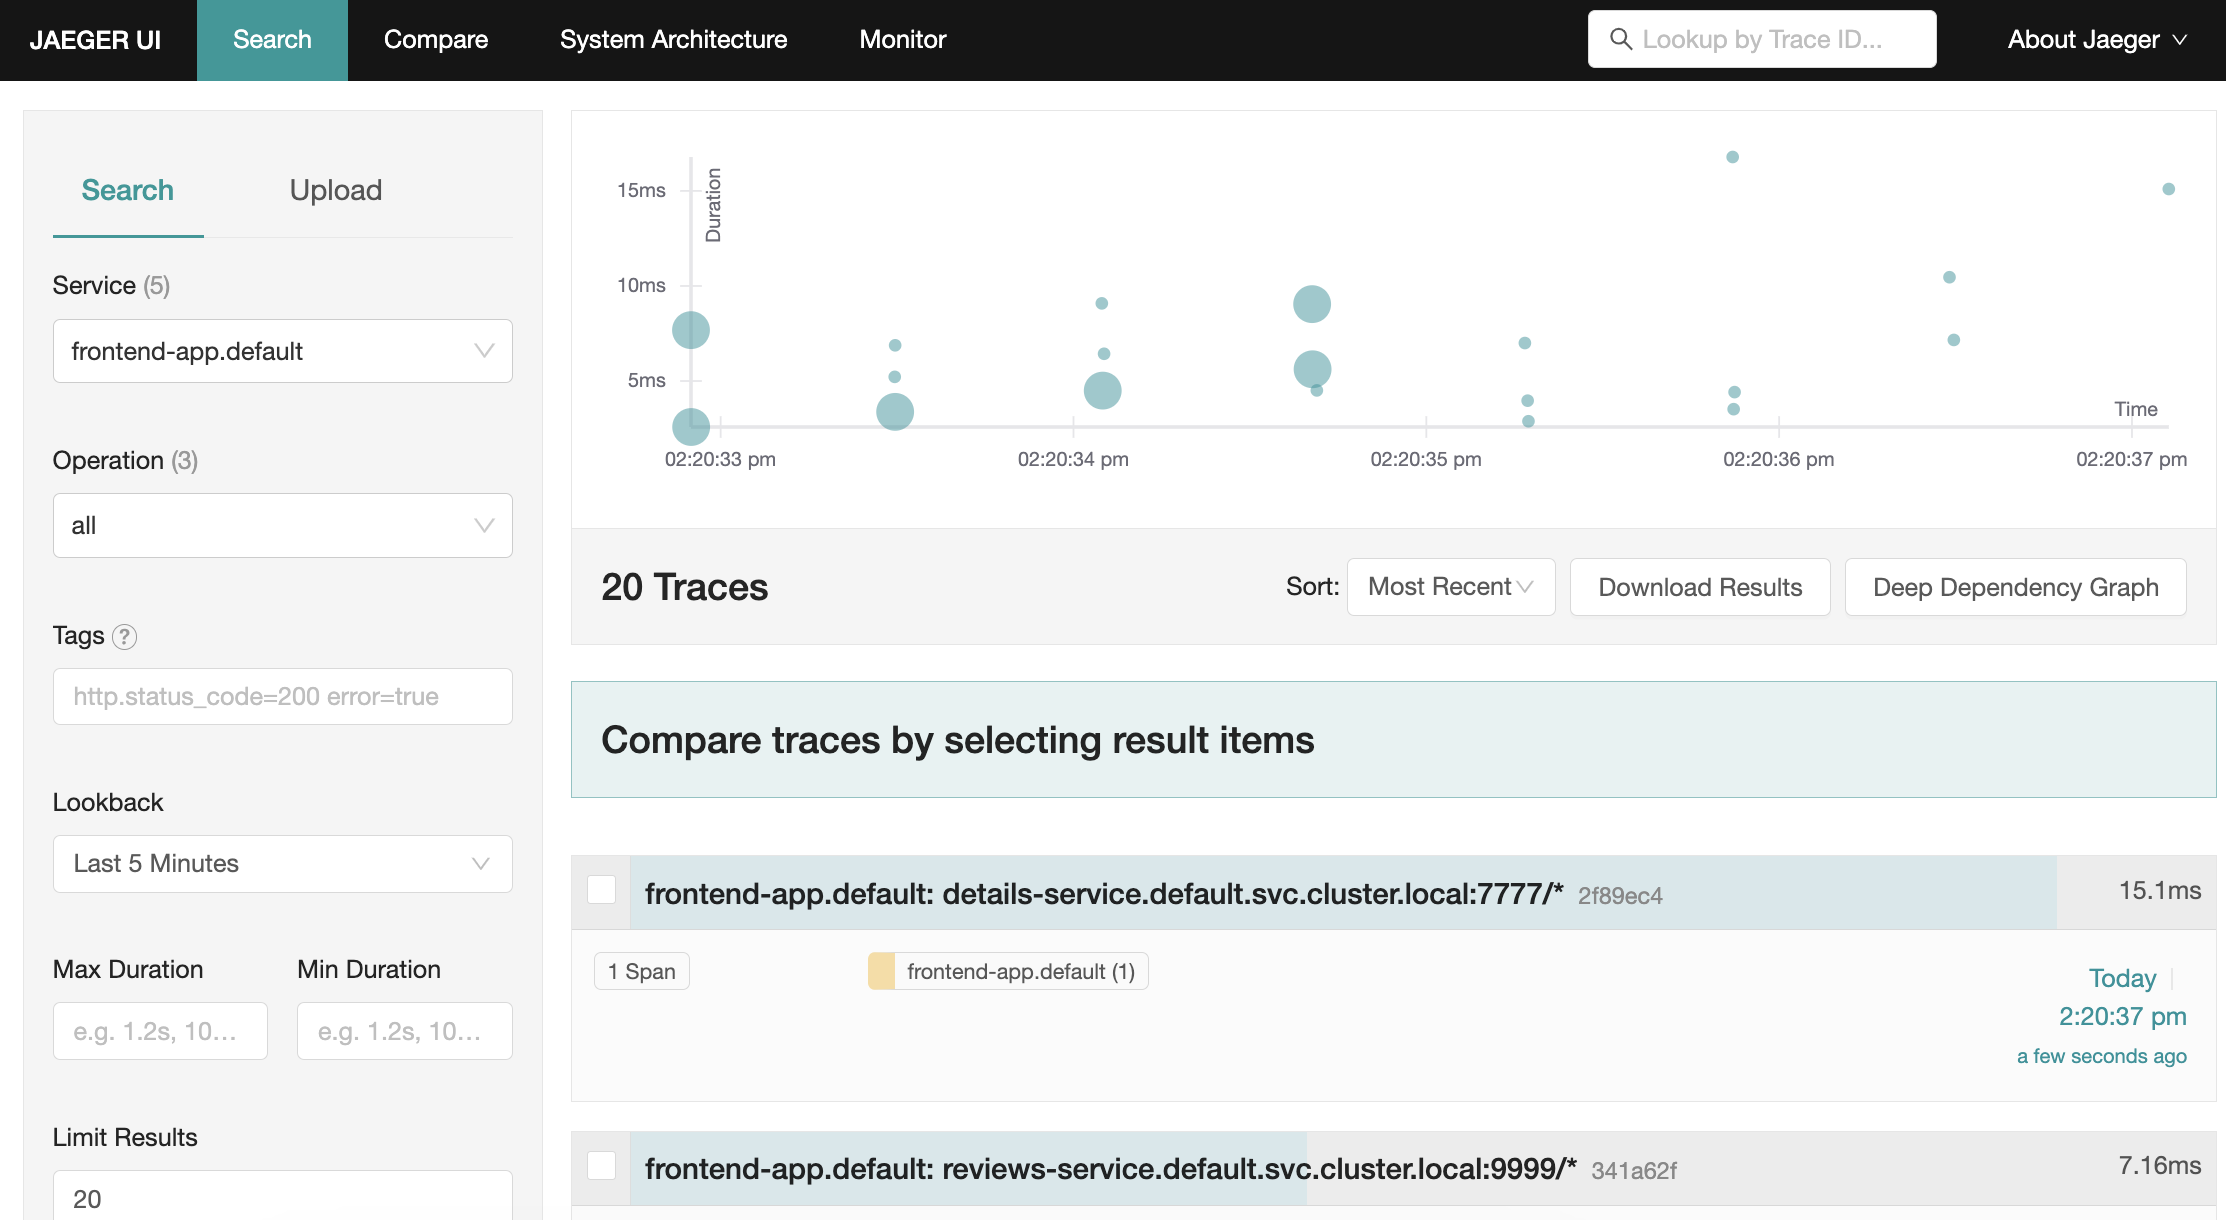 JAEGER UI Search Compare System Architecture Monitor Lookup by Trace ID... About Jaeger
Search Upload
Service (5)
frontend-app.default
Operation (3)
all
Tags ?
http.status_code=200 error=true
Lookback
Last 5 Minutes
Max Duration Min Duration
e.g. 1.2s, 10... e.g. 1.2s, 10...
Limit Results
20
Duration
15ms
10ms
5ms
Time
02:20:33 pm 02:20:34 pm 02:20:35 pm 02:20:36 pm 02:20:37 pm
20 Traces Sort: Most Recent Download Results Deep Dependency Graph
Compare traces by selecting result items
frontend-app.default: details-service.default.svc.cluster.local:7777/* 2f89ec4 15.1ms
1 Span frontend-app.default (1) Today
2:20:37 pm
a few seconds ago
frontend-app.default: reviews-service.default.svc.cluster.local:9999/* 341a62f 7.16ms